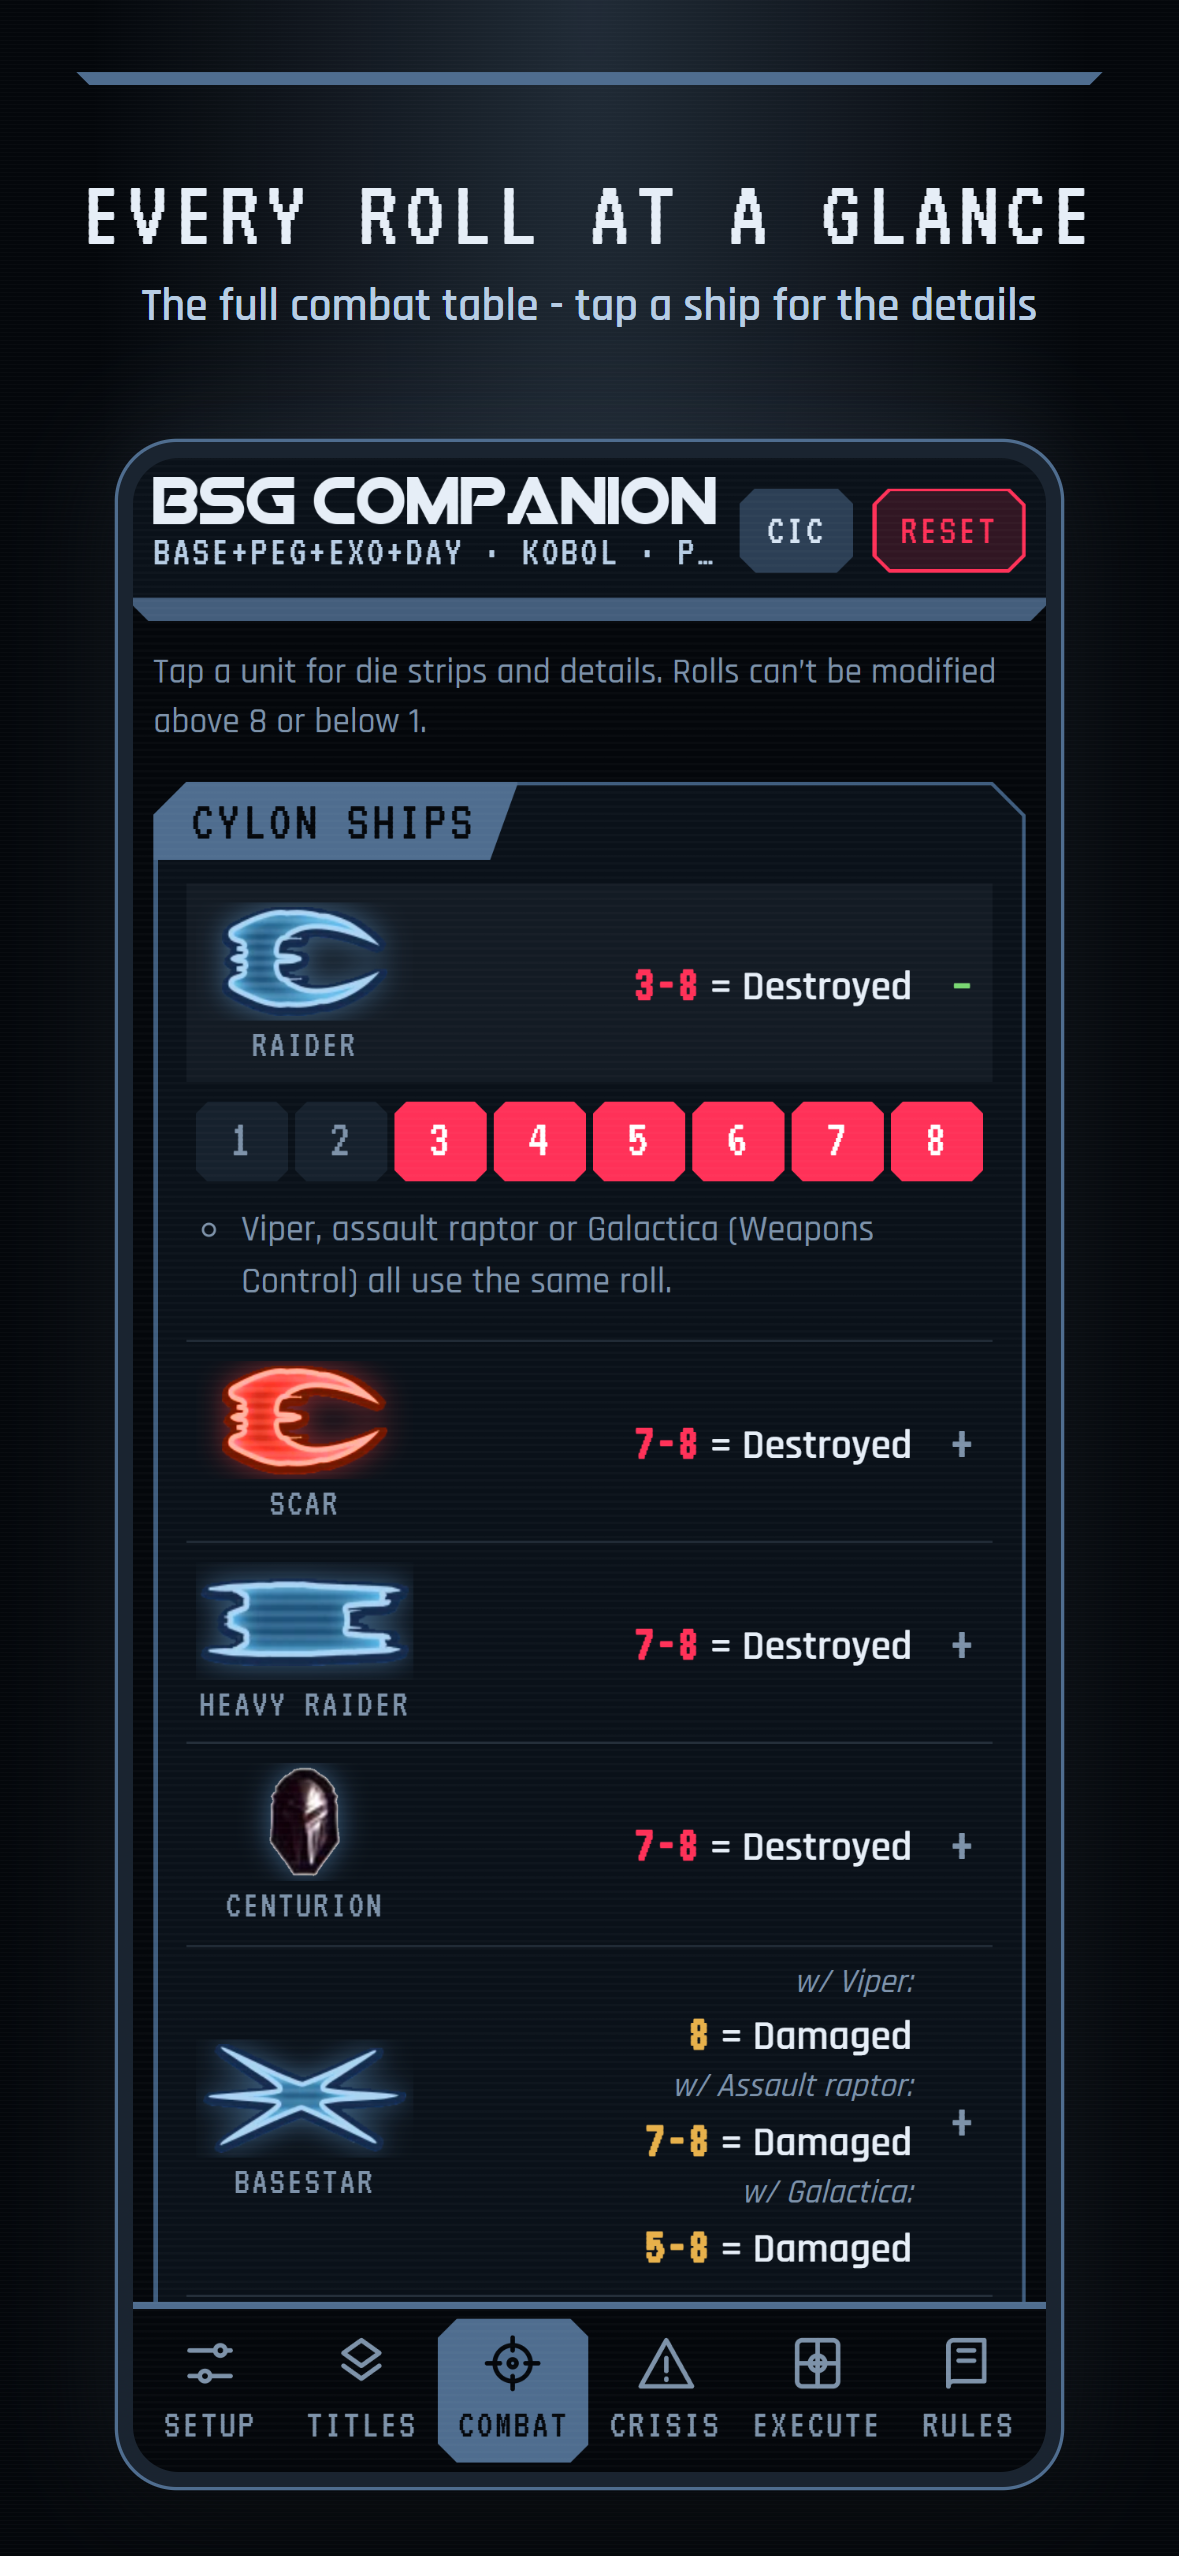 EVERY ROLL AT A GLANCE
The full combat table - tap a ship for the details
BSG COMPANION
BASE+PEG+EXO+DAY · KOBOL · P…
CIC
RESET
Tap a unit for die strips and details. Rolls can't be modified
above 8 or below 1.
CYLON SHIPS
3-8 = Destroyed -
RAIDER
1 2 3 4 5 6 7 8
Viper, assault raptor or Galactica (Weapons
Control) all use the same roll.
7-8 = Destroyed +
SCAR
7-8 = Destroyed +
HEAVY RAIDER
7-8 = Destroyed +
CENTURION
w/ Viper:
8 = Damaged
w/ Assault raptor:
7-8 = Damaged
+
w/ Galactica:
5-8 = Damaged
BASESTAR
SETUP TITLES COMBAT CRISIS EXECUTE RULES